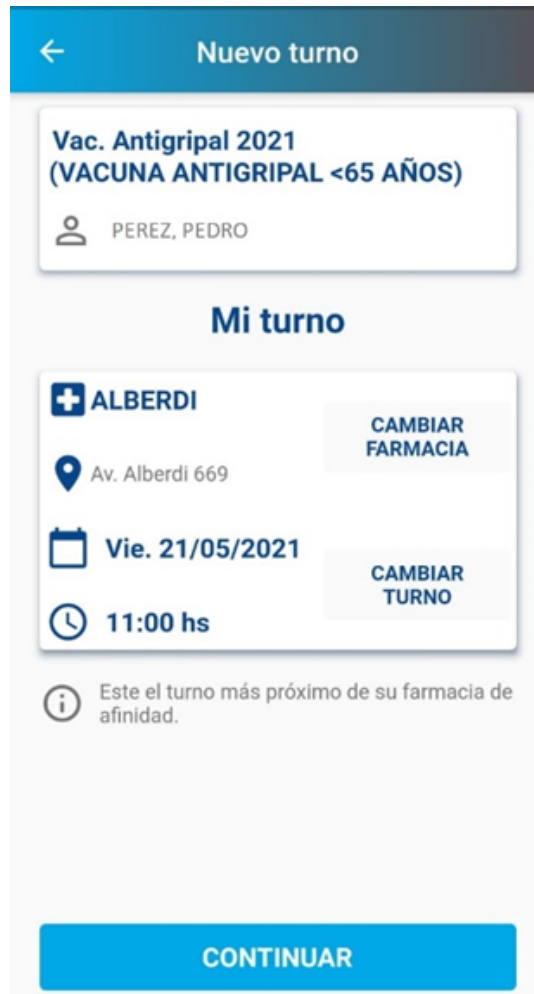 Nuevo turno
Vac. Antigripal 2021
(VACUNA ANTIGRIPAL <65 AÑOS)
PEREZ, PEDRO
Mi turno
ALBERDI
CAMBIAR
FARMACIA
Av. Alberdi 669
Vie. 21/05/2021
CAMBIAR
TURNO
11:00 hs
Este el turno más próximo de su farmacia de
afinidad.
CONTINUAR